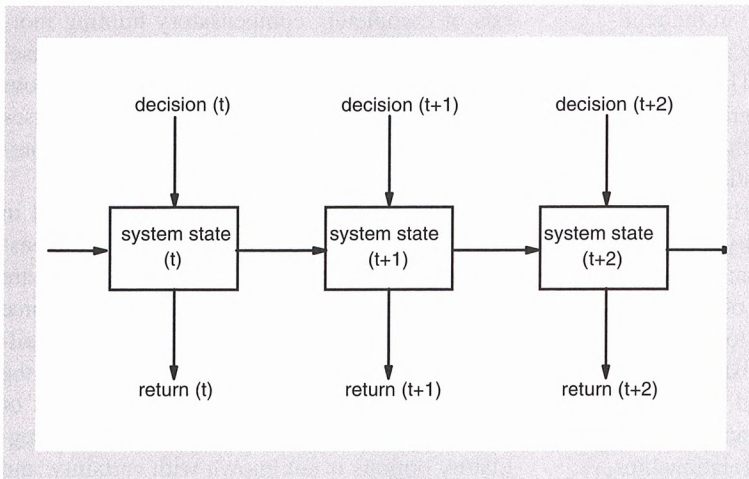 decision (t)
decision (t+1)
decision (t+2)
system state
(t)
system state
(t+1)
system state
(t+2)
return (t)
return (t+1)
return (t+2)